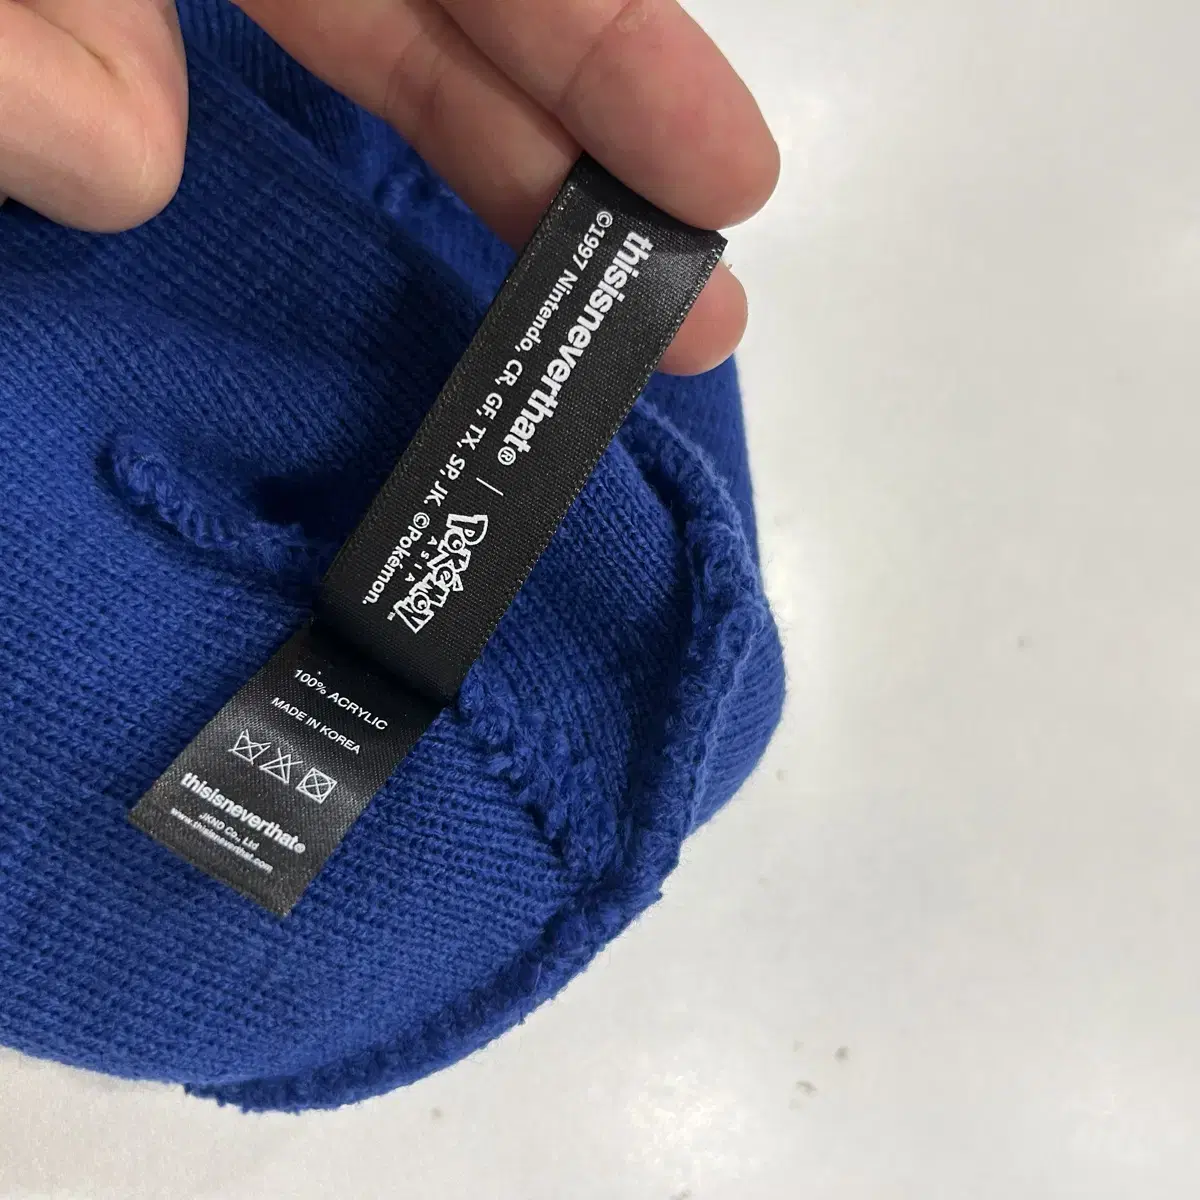 thisisneverthat® / POKéMON ASIA ™
©1997 Nintendo, CR, GF, TX, SP, JK. ©Pokémon.
100% ACRYLIC
MADE IN KOREA
thisisneverthat®
JKND Co., Ltd
www.thisisneverthat.com